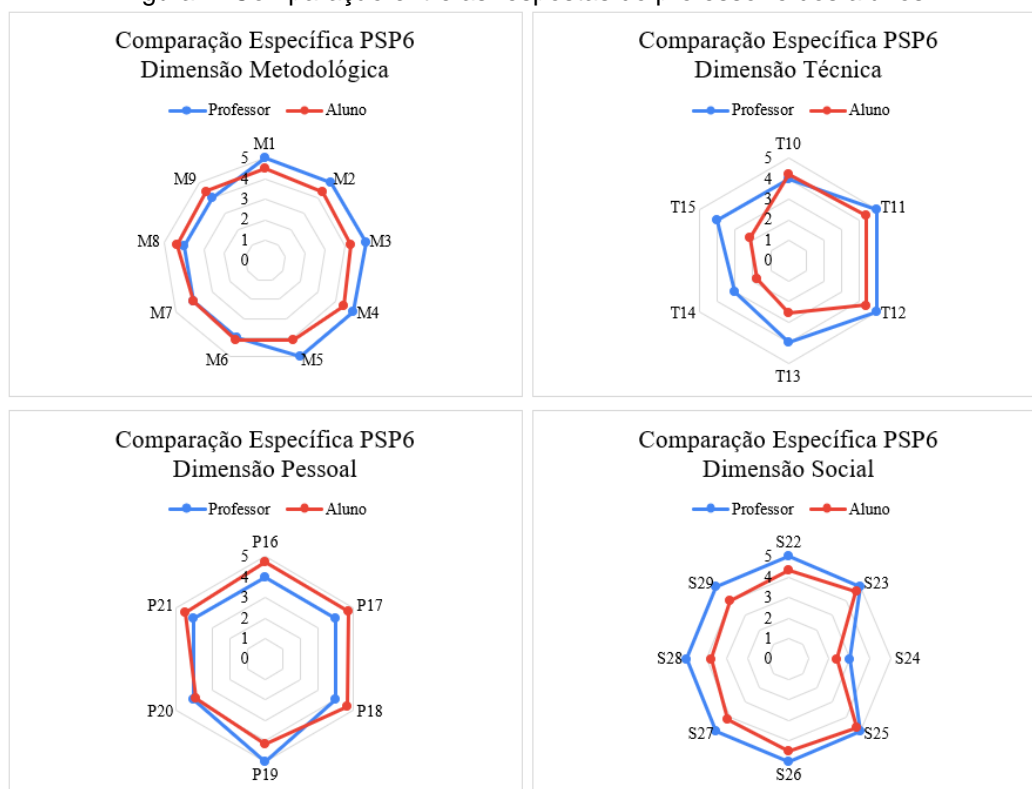 Comparação Específica PSP6
Dimensão Metodológica
Professor Aluno
M1
M2
M3
M4
M5
M6
M7
M8
M9
5
4
3
2
1
0
Comparação Específica PSP6
Dimensão Técnica
Professor Aluno
T10
T11
T12
T13
T14
T15
5
4
3
2
1
0
Comparação Específica PSP6
Dimensão Pessoal
Professor Aluno
P16
P17
P18
P19
P20
P21
5
4
3
2
1
0
Comparação Específica PSP6
Dimensão Social
Professor Aluno
S22
S23
S24
S25
S26
S27
S28
S29
5
4
3
2
1
0